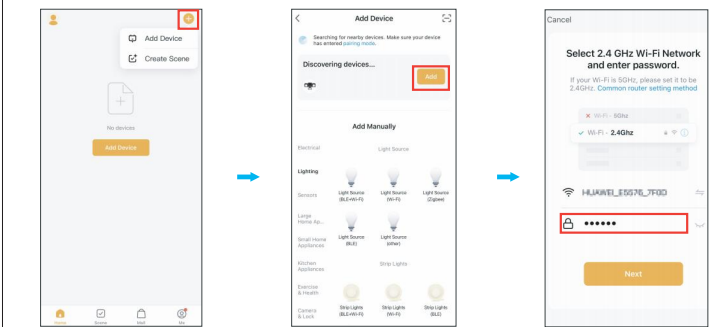 Add Device
Create Scene
No devices
Add Device
Home
Scene
Mall
Me
Add Device
Searching for nearby devices. Make sure your device
has entered pairing mode.
Discovering devices...
Add
Add Manually
Electrical
Light Source
Lighting
Sensors
Light Source
(BLE+Wi-Fi)
Light Source
(Wi-Fi)
Light Source
(Zigbee)
Large
Home Ap...
Small Home
Appliances
Light Source
(BLE)
Light Source
(other)
Kitchen
Appliances
Strip Lights
Exercise
& Health
Camera
& Lock
Strip Lights
(BLE+Wi-Fi)
Strip Lights
(Wi-Fi)
Strip Lights
(BLE)
Cancel
Select 2.4 GHz Wi-Fi Network
and enter password.
If your Wi-Fi is 5GHz, please set it to be
2.4GHz. Common router setting method
Wi-Fi - 5Ghz
Wi-Fi - 2.4Ghz
HUAWEI_E5576_7F0D
Next